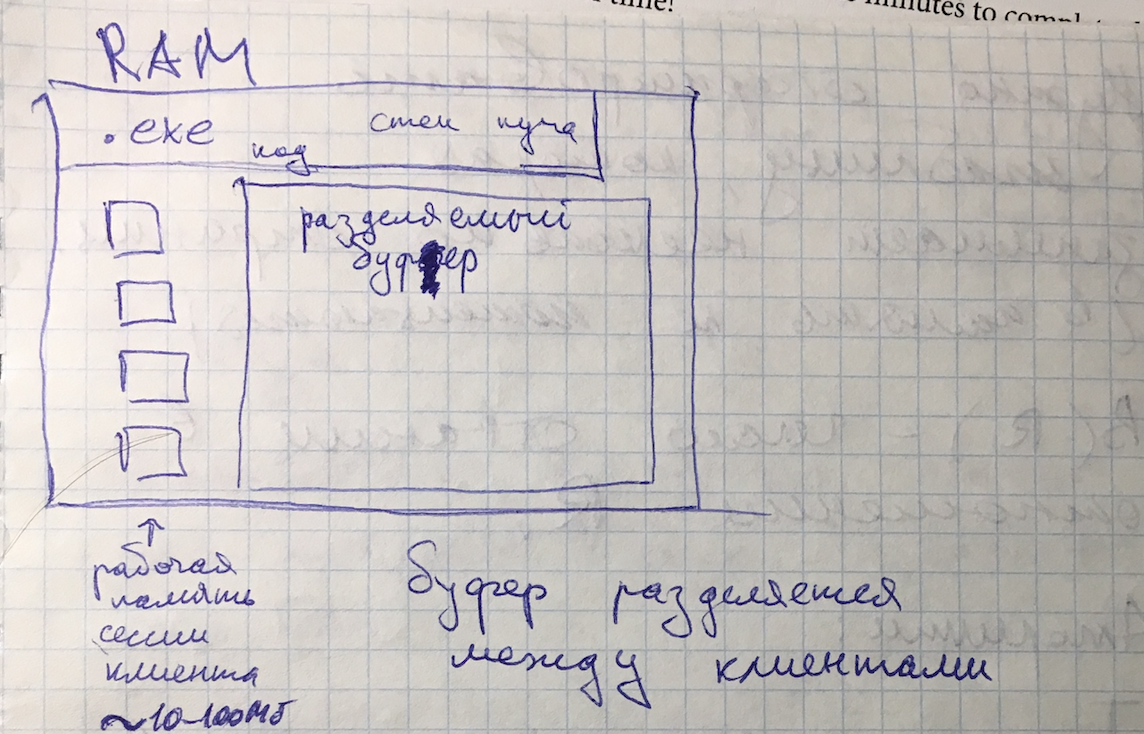 time!
minutes to
RAM
.exe
код
стек куча
разделяемый
буфер
рабочая
память
сессии
клиента
~10-100Мб
буфер разделяется
между клиентами